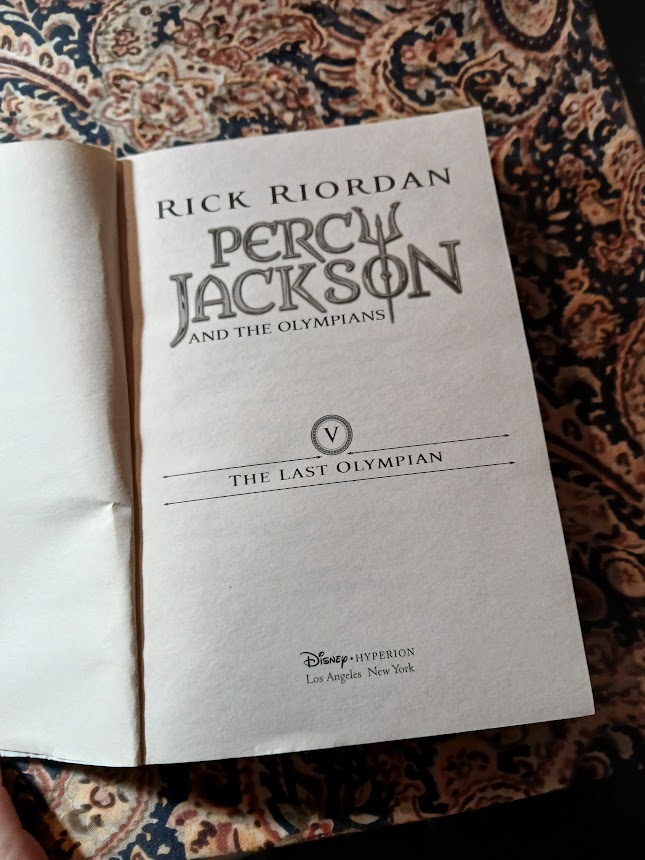 RICK RIORDAN
PERCY
JACKSON
AND THE OLYMPIANS
V
THE LAST OLYMPIAN
Disney • HYPERION
Los Angeles New York